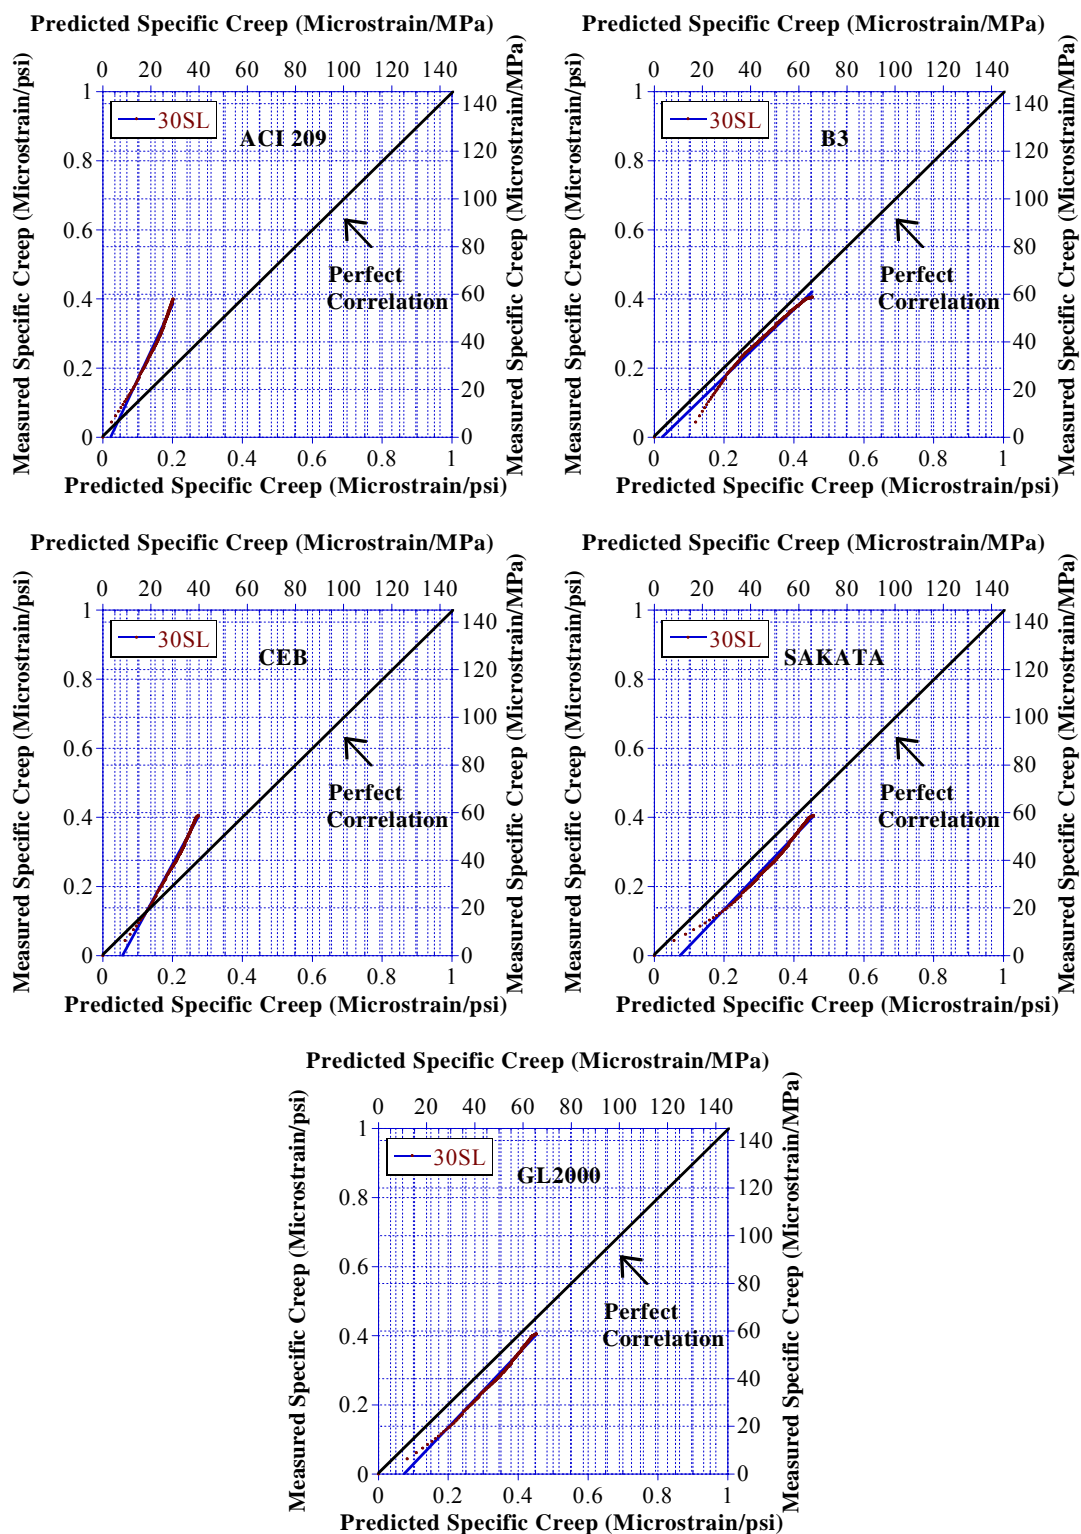 Predicted Specific Creep (Microstrain/MPa)
0 20 40 60 80 100 120 140
Measured Specific Creep (Microstrain/psi)
1
0.8
0.6
0.4
0.2
0
30SL
ACI 209
Perfect
Correlation
140
120
100
80
60
40
20
0
Measured Specific Creep (Microstrain/MPa)
0 0.2 0.4 0.6 0.8 1
Predicted Specific Creep (Microstrain/psi)
Predicted Specific Creep (Microstrain/MPa)
0 20 40 60 80 100 120 140
Measured Specific Creep (Microstrain/psi)
1
0.8
0.6
0.4
0.2
0
30SL
B3
Perfect
Correlation
140
120
100
80
60
40
20
0
Measured Specific Creep (Microstrain/MPa)
0 0.2 0.4 0.6 0.8 1
Predicted Specific Creep (Microstrain/psi)
Predicted Specific Creep (Microstrain/MPa)
0 20 40 60 80 100 120 140
Measured Specific Creep (Microstrain/psi)
1
0.8
0.6
0.4
0.2
0
30SL
CEB
Perfect
Correlation
140
120
100
80
60
40
20
0
Measured Specific Creep (Microstrain/MPa)
0 0.2 0.4 0.6 0.8 1
Predicted Specific Creep (Microstrain/psi)
Predicted Specific Creep (Microstrain/MPa)
0 20 40 60 80 100 120 140
Measured Specific Creep (Microstrain/psi)
1
0.8
0.6
0.4
0.2
0
30SL
SAKATA
Perfect
Correlation
140
120
100
80
60
40
20
0
Measured Specific Creep (Microstrain/MPa)
0 0.2 0.4 0.6 0.8 1
Predicted Specific Creep (Microstrain/psi)
Predicted Specific Creep (Microstrain/MPa)
0 20 40 60 80 100 120 140
Measured Specific Creep (Microstrain/psi)
1
0.8
0.6
0.4
0.2
0
30SL
GL2000
Perfect
Correlation
140
120
100
80
60
40
20
0
Measured Specific Creep (Microstrain/MPa)
0 0.2 0.4 0.6 0.8 1
Predicted Specific Creep (Microstrain/psi)